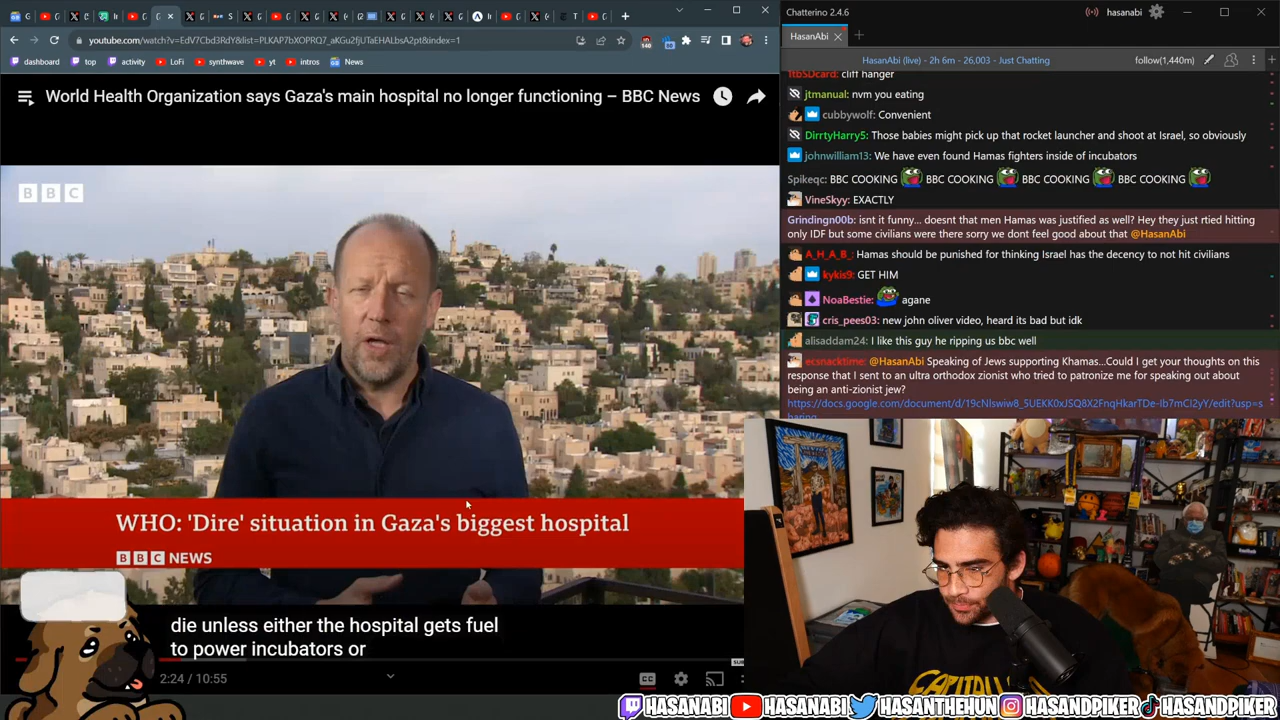 Chatterino 2.4.6
hasanabi
youtube.com/watch?v=EdV7Cbd3RdY&list=PLKAP7bXOPRQ7_aKGu2fjUTaEHALbsA2pt&index=1
HasanAbi
dashboard
top
activity
LoFi
synthwave
yt
intros
News
HasanAbi (live) - 2h 6m - 26,003 - Just Chatting
follow(1,440m)
World Health Organization says Gaza's main hospital no longer functioning – BBC News
1tbSDcard: cliff hanger
jtmanual: nvm you eating
cubbywolf: Convenient
DirrtyHarry5: Those babies might pick up that rocket launcher and shoot at Israel, so obviously
johnwilliam13: We have even found Hamas fighters inside of incubators
Spikeqc: BBC COOKING BBC COOKING BBC COOKING BBC COOKING
VineSkyy: EXACTLY
Grindingn00b: isnt it funny... doesnt that men Hamas was justified as well? Hey they just rtied hitting
only IDF but some civilians were there sorry we dont feel good about that @HasanAbi
A_H_A_B_: Hamas should be punished for thinking Israel has the decency to not hit civilians
kykis9: GET HIM
NoaBestie: agane
cris_pees03: new john oliver video, heard its bad but idk
alisaddam24: I like this guy he ripping us bbc well
ecsnacktime: @HasanAbi Speaking of Jews supporting Khamas...Could I get your thoughts on this
response that I sent to an ultra orthodox zionist who tried to patronize me for speaking out about
being an anti-zionist jew?
BBC
WHO: 'Dire' situation in Gaza's biggest hospital
BBC NEWS
die unless either the hospital gets fuel
to power incubators or
2:24 / 10:55
HASANABI
HASANABI
HASANTHEHUN
HASANDPIKER
HASANDPIKER